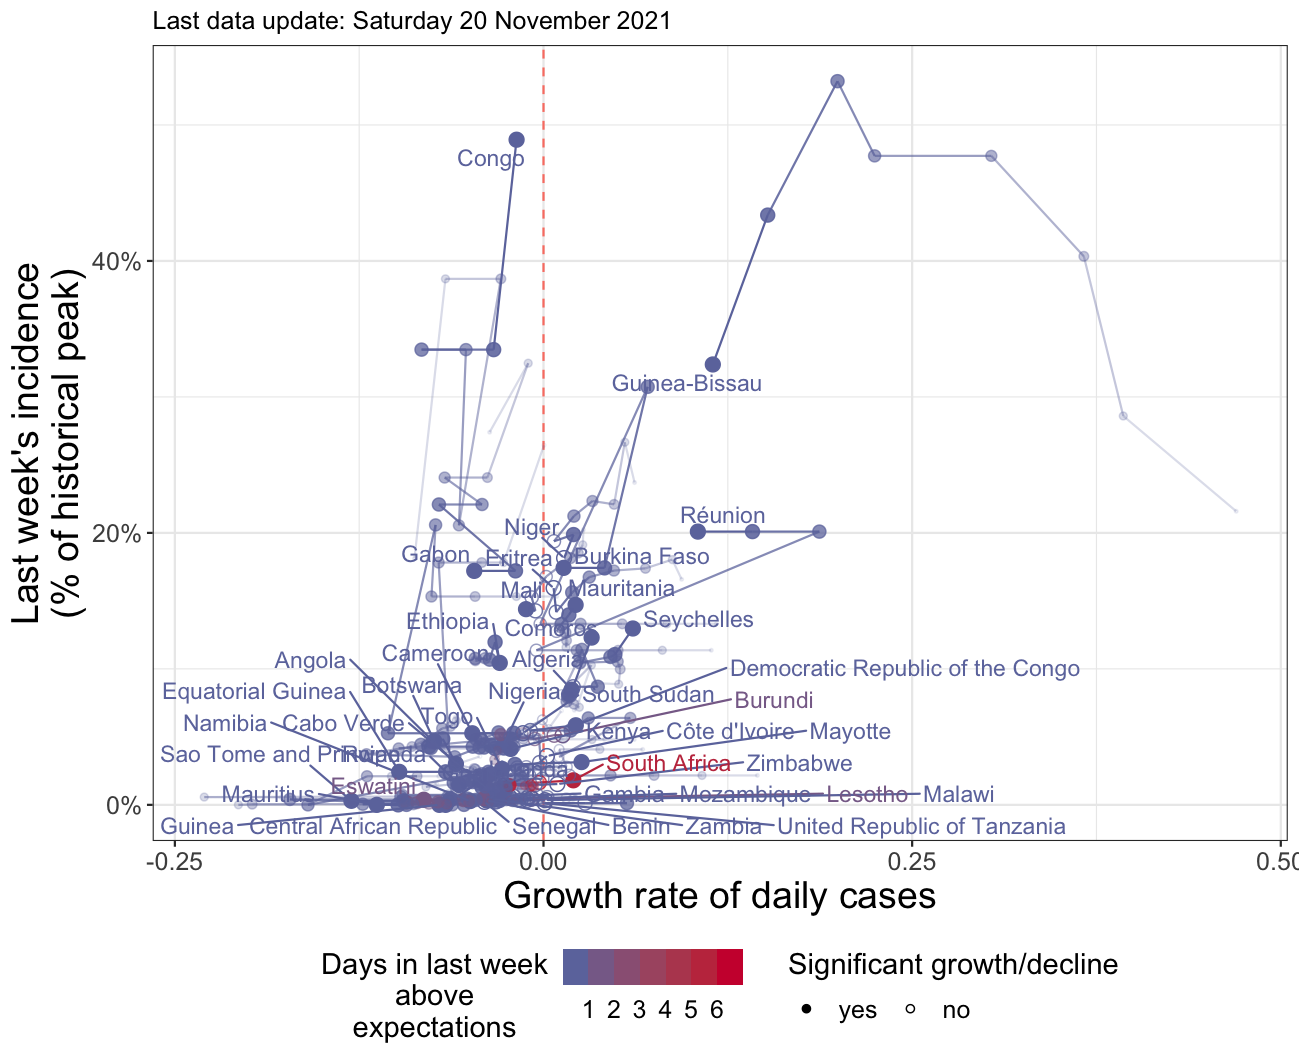 Last data update: Saturday 20 November 2021
Last week's incidence
(% of historical peak)
40%
20%
0%
Congo
Guinea-Bissau
Réunion
Niger
Gabon
Eritrea
Burkina Faso
Mali
Mauritania
Ethiopia
Comoros
Seychelles
Angola
Cameroon
Algeria
Democratic Republic of the Congo
Equatorial Guinea
Botswana
Nigeria
South Sudan
Burundi
Namibia
Cabo Verde
Togo
Kenya
Côte d'Ivoire
Mayotte
Sao Tome and Principe
Rwanda
South Africa
Zimbabwe
Mauritius
Eswatini
Gambia
Mozambique
Lesotho
Malawi
Guinea
Central African Republic
Senegal
Benin
Zambia
United Republic of Tanzania
-0.25
0.00
0.25
0.50
Growth rate of daily cases
Days in last week
above
expectations
1 2 3 4 5 6
Significant growth/decline
yes
no